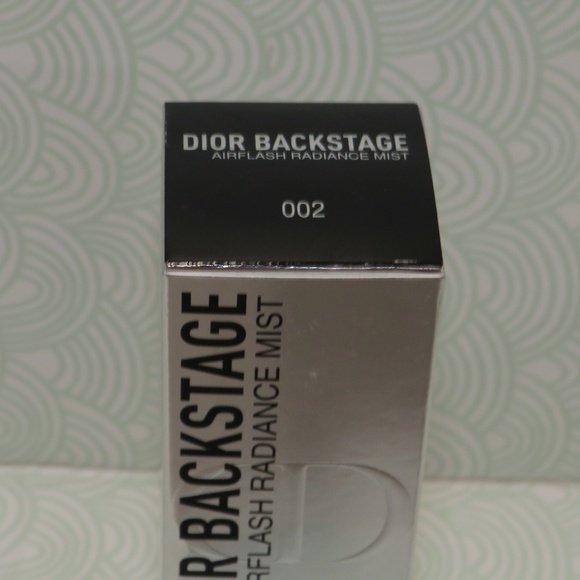 DIOR BACKSTAGE
AIRFLASH RADIANCE MIST
002
R BACKSTAGE
RFLASH RADIANCE MIST